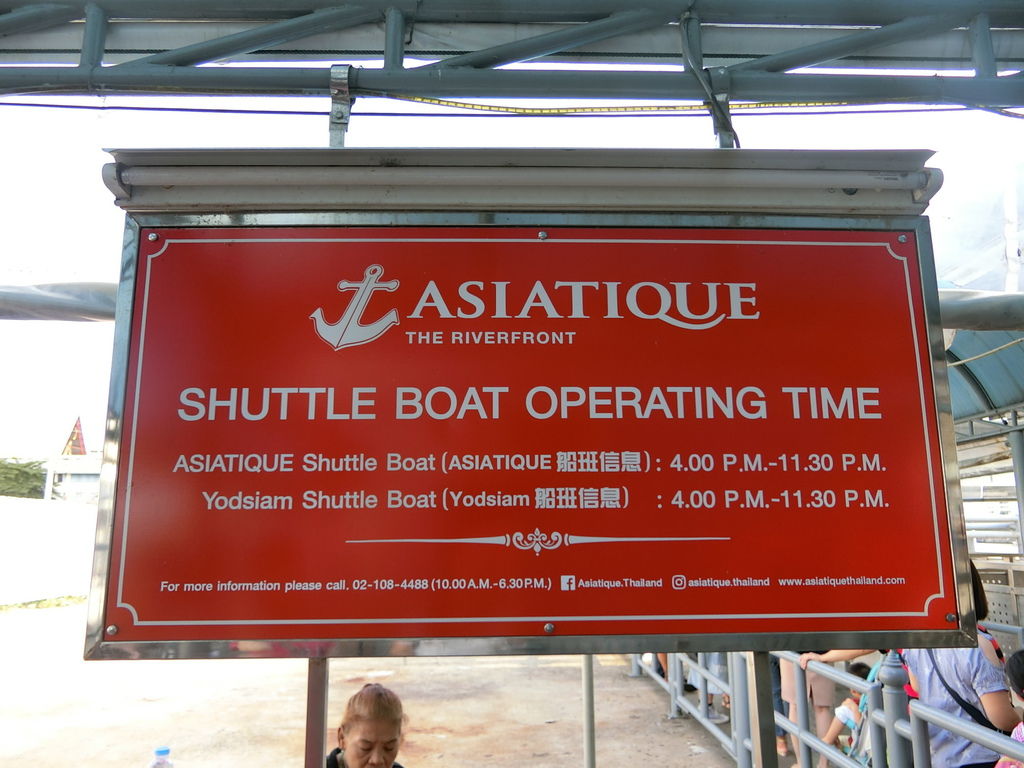 ASIATIQUE
THE RIVERFRONT
SHUTTLE BOAT OPERATING TIME
ASIATIQUE Shuttle Boat (ASIATIQUE 船班信息) : 4.00 P.M.-11.30 P.M.
Yodsiam Shuttle Boat (Yodsiam 船班信息) : 4.00 P.M.-11.30 P.M.
For more information please call. 02-108-4488 (10.00 A.M.-6.30 P.M.) Asiatique.Thailand asiatique.thailand www.asiatiquethailand.com